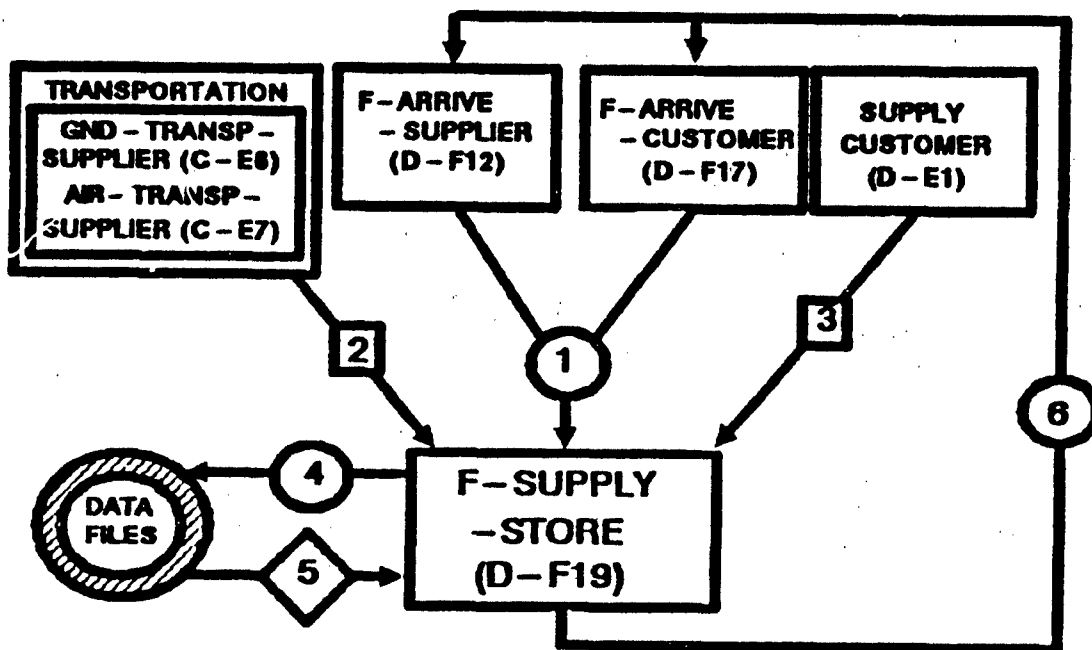 TRANSPORTATION
GND-TRANSP-
SUPPLIER (C-E6)
AIR-TRANSP-
SUPPLIER (C-E7)
F-ARRIVE
-SUPPLIER
(D-F12)
F-ARRIVE
-CUSTOMER
(D-F17)
SUPPLY
CUSTOMER
(D-E1)
2
1
3
6
4
5
DATA
FILES
F-SUPPLY
-STORE
(D-F19)